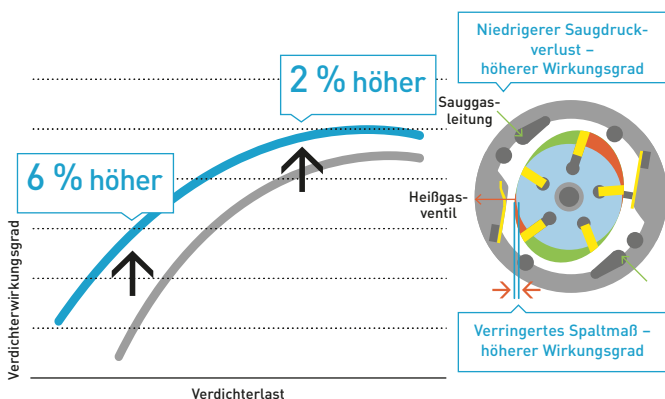 2 % höher
6 % höher
Verdichterwirkungsgrad
Verdichterlast
Niedrigerer Saugdruck-
verlust –
höherer Wirkungsgrad
Sauggas-
leitung
Heißgas-
ventil
Verringertes Spaltmaß –
höherer Wirkungsgrad